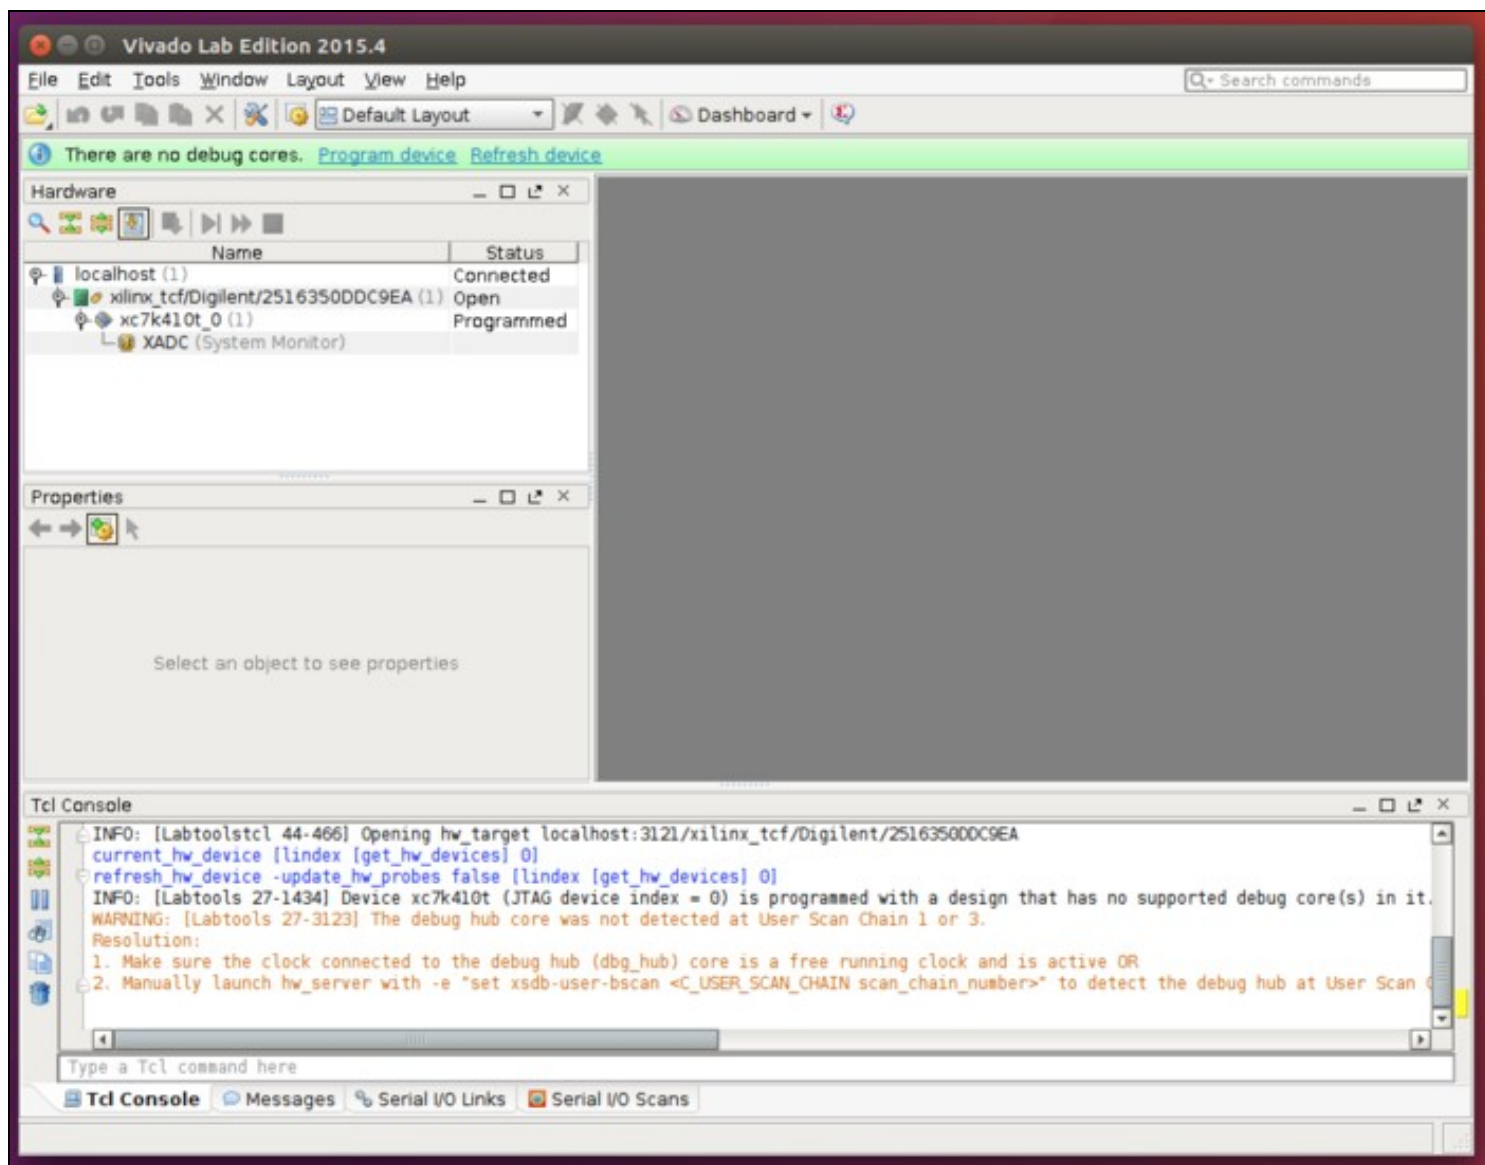 Vivado Lab Edition 2015.4
File Edit Tools Window Layout View Help
Search commands
Default Layout
Dashboard
There are no debug cores. Program device Refresh device
Hardware
Name Status
localhost (1) Connected
xilinx_tcf/Digilent/2516350DDC9EA (1) Open
xc7k410t_0 (1) Programmed
XADC (System Monitor)
Properties
Select an object to see properties
Tcl Console
INFO: [Labtoolstcl 44-466] Opening hw_target localhost:3121/xilinx_tcf/Digilent/2516350DDC9EA
current_hw_device [lindex [get_hw_devices] 0]
refresh_hw_device -update_hw_probes false [lindex [get_hw_devices] 0]
INFO: [Labtools 27-1434] Device xc7k410t (JTAG device index = 0) is programmed with a design that has no supported debug core(s) in it.
WARNING: [Labtools 27-3123] The debug hub core was not detected at User Scan Chain 1 or 3.
Resolution:
1. Make sure the clock connected to the debug hub (dbg_hub) core is a free running clock and is active OR
2. Manually launch hw_server with -e "set xsdb-user-bscan <C_USER_SCAN_CHAIN scan_chain_number>" to detect the debug hub at User Scan
Type a Tcl command here
Tcl Console Messages Serial I/O Links Serial I/O Scans